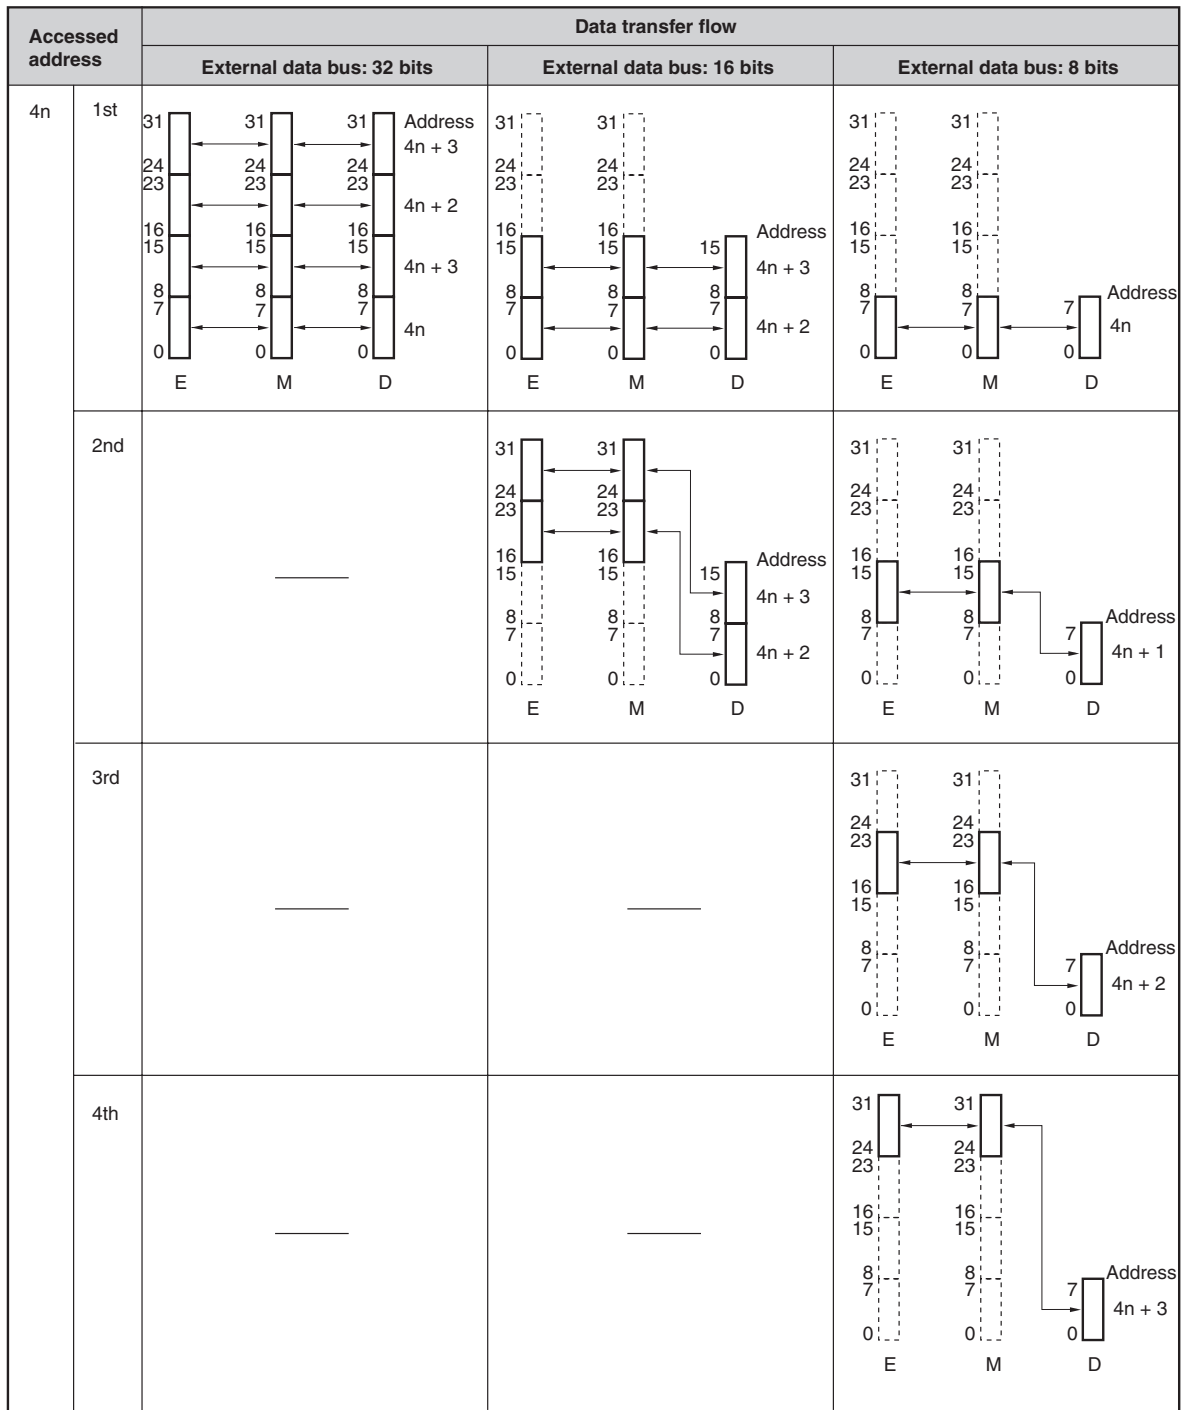 Accessed address
Data transfer flow
External data bus: 32 bits
External data bus: 16 bits
External data bus: 8 bits
4n
1st
31 31 31 Address
4n + 3
24 24 24
23 23 23
4n + 2
16 16 16
15 15 15
4n + 3
8 8 8
7 7 7
4n
0 0 0
E M D
31 31
24 24
23 23
16 16 Address
15 15 15
4n + 3
8 8 8
7 7 7
4n + 2
0 0 0
E M D
31 31
24 24
23 23
16 16
15 15
8 8 Address
7 7 7
4n
0 0 0
E M D
2nd
31 31
24 24
23 23
16 16 Address
15 15 15
4n + 3
8 8 8
7 7 7
4n + 2
0 0 0
E M D
31 31
24 24
23 23
16 16
15 15
8 8 Address
7 7 7
4n + 1
0 0 0
E M D
3rd
31 31
24 24
23 23
16 16
15 15
8 8 Address
7 7 7
4n + 2
0 0 0
E M D
4th
31 31
24 24
23 23
16 16
15 15
8 8 Address
7 7 7
4n + 3
0 0 0
E M D